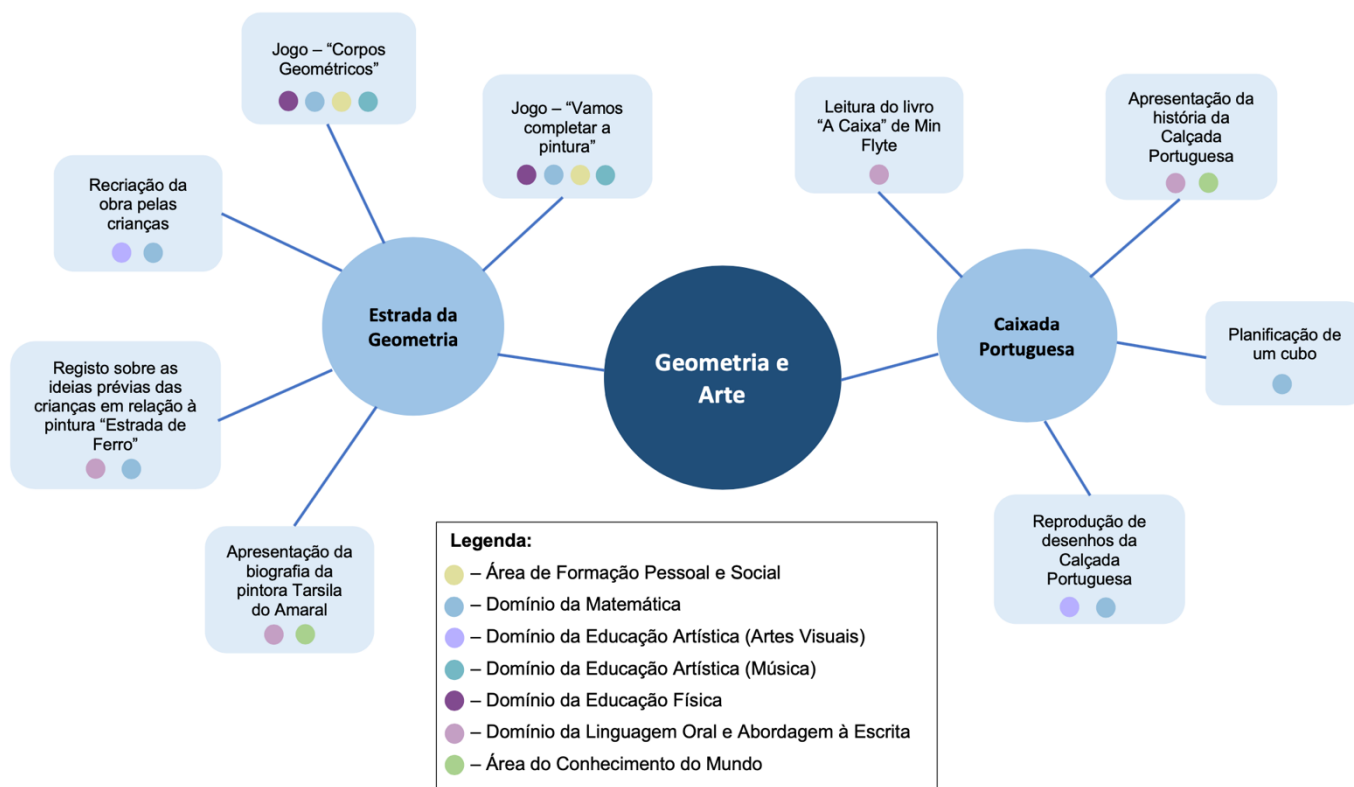 Jogo – “Corpos
Geométricos”
Jogo – “Vamos
completar a
pintura”
Recriação da
obra pelas
crianças
Registo sobre as
ideias prévias das
crianças em relação à
pintura “Estrada de
Ferro”
Apresentação da
biografia da
pintora Tarsila
do Amaral
Estrada da
Geometria
Geometria e
Arte
Leitura do livro
“A Caixa” de Min
Flyte
Apresentação da
história da
Calçada
Portuguesa
Caixada
Portuguesa
Planificação de
um cubo
Reprodução de
desenhos da
Calçada
Portuguesa
Legenda:
– Área de Formação Pessoal e Social
– Domínio da Matemática
– Domínio da Educação Artística (Artes Visuais)
– Domínio da Educação Artística (Música)
– Domínio da Educação Física
– Domínio da Linguagem Oral e Abordagem à Escrita
– Área do Conhecimento do Mundo